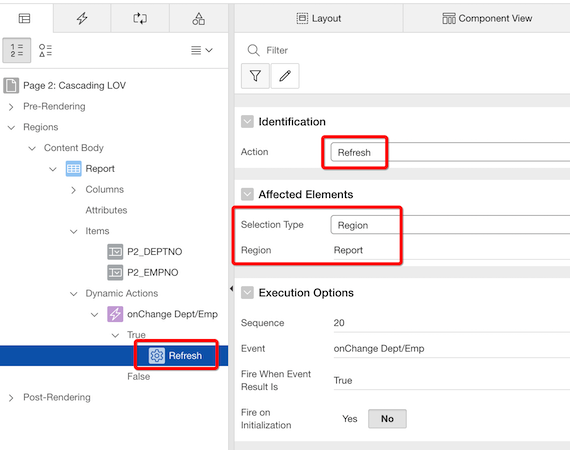 Layout
Component View
Page 2: Cascading LOV
Pre-Rendering
Regions
Content Body
Report
Columns
Attributes
Items
P2_DEPTNO
P2_EMPNO
Dynamic Actions
onChange Dept/Emp
True
Refresh
False
Post-Rendering
Filter
Identification
Action Refresh
Affected Elements
Selection Type Region
Region Report
Execution Options
Sequence 20
Event onChange Dept/Emp
Fire When Event
Result Is True
Fire on
Initialization Yes No